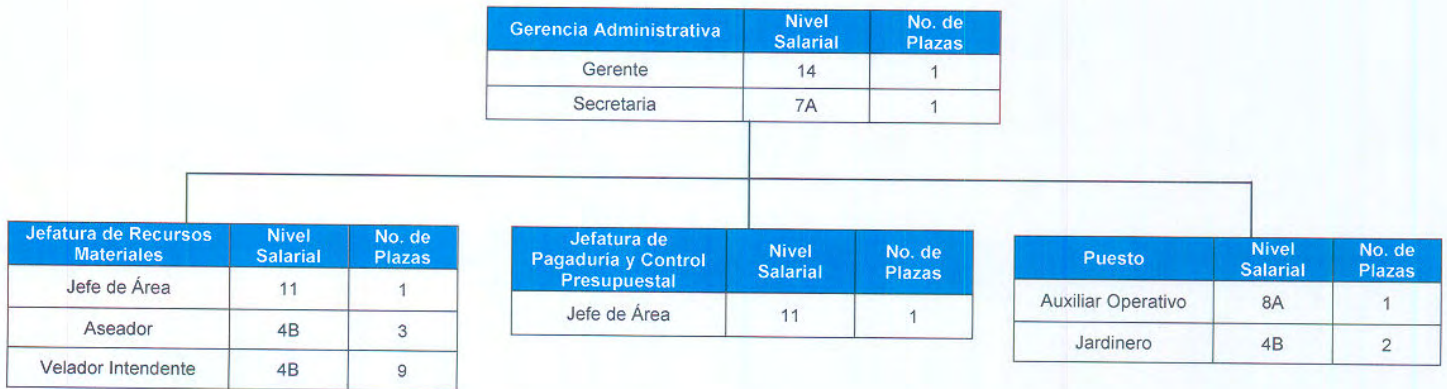 Gerencia Administrativa Nivel Salarial No. de Plazas
Gerente 14 1
Secretaria 7A 1
Jefatura de Recursos Materiales Nivel Salarial No. de Plazas
Jefe de Área 11 1
Aseador 4B 3
Velador Intendente 4B 9
Jefatura de Pagaduría y Control Presupuestal Nivel Salarial No. de Plazas
Jefe de Área 11 1
Puesto Nivel Salarial No. de Plazas
Auxiliar Operativo 8A 1
Jardinero 4B 2